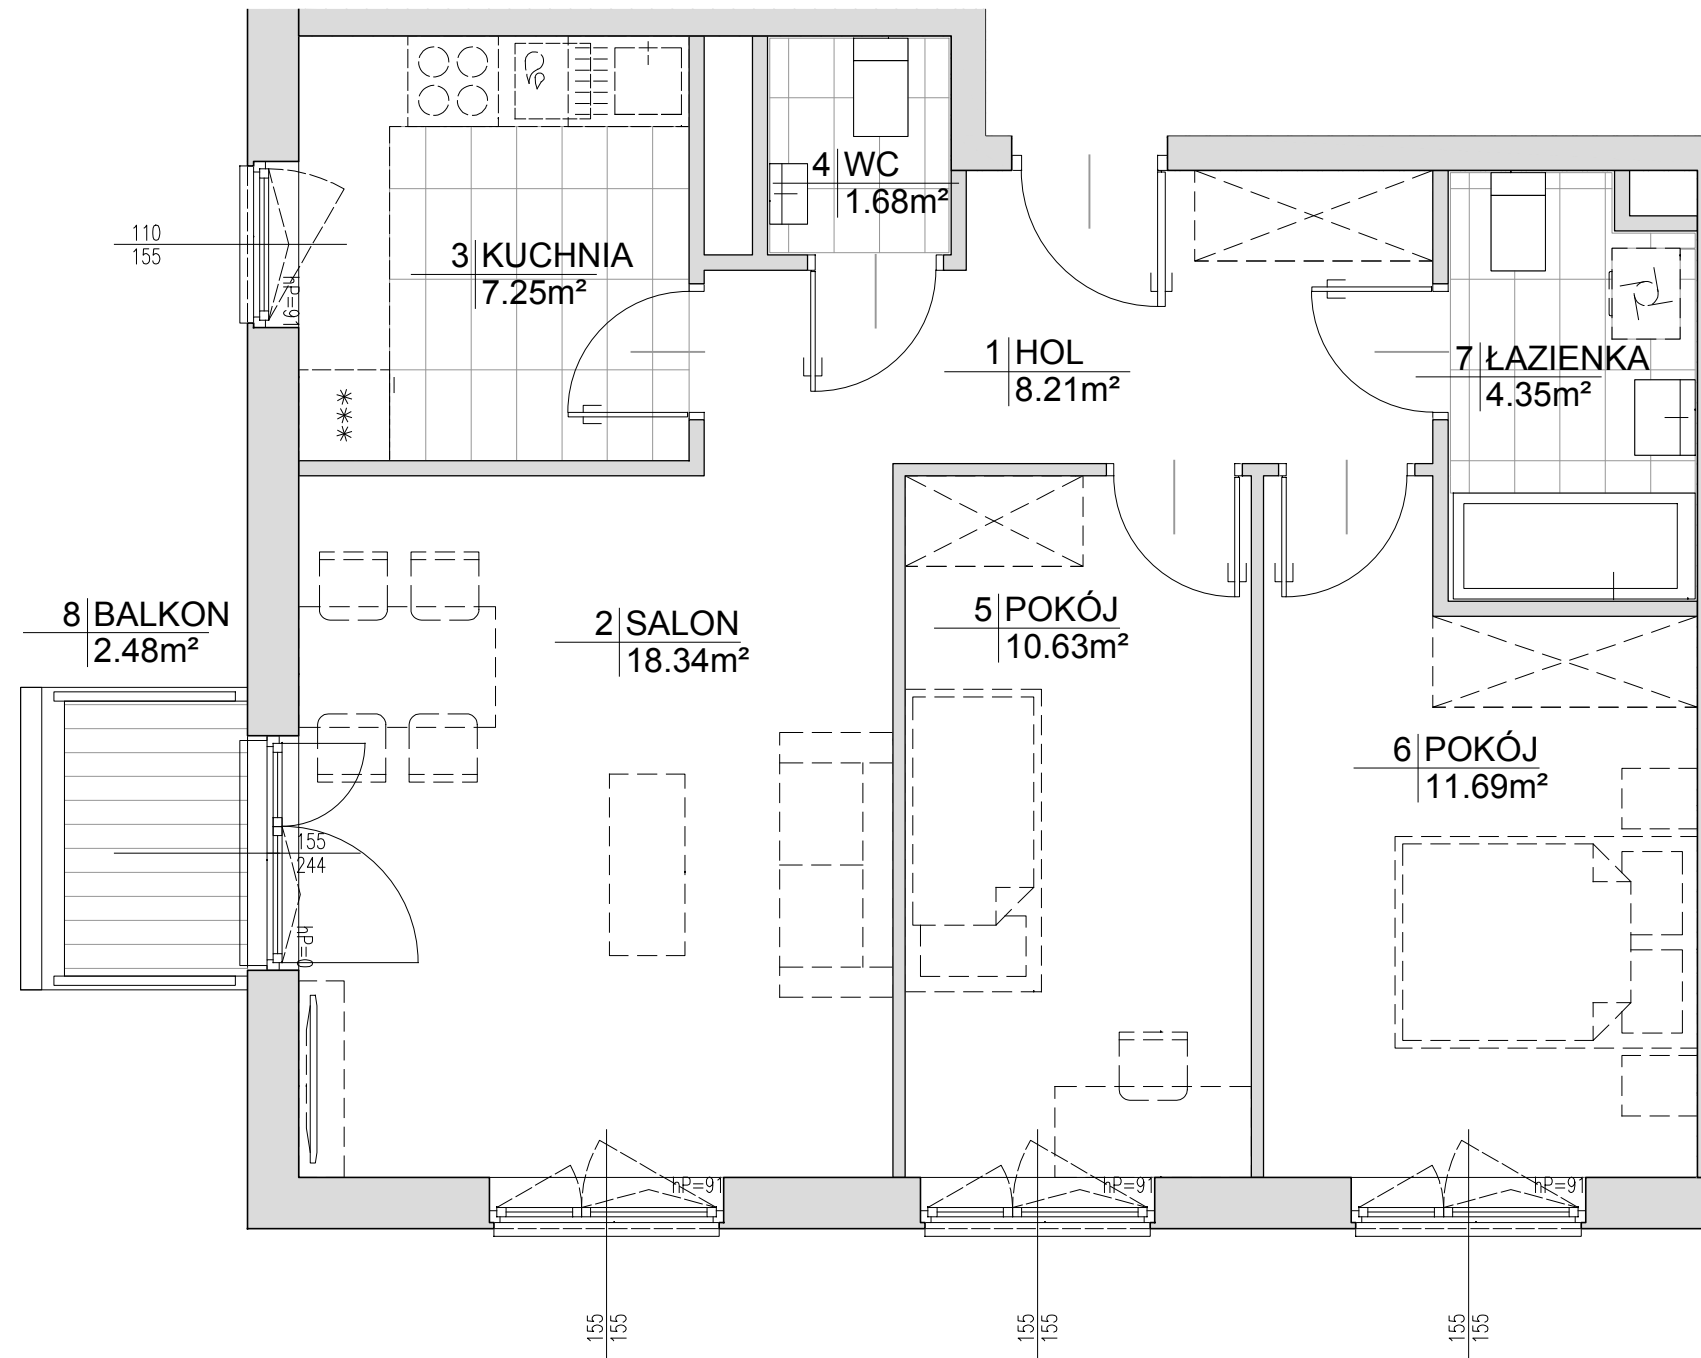 4 WC
1.68m²
110
155
3 KUCHNIA
7.25m²
hP=91
1 HOL
8.21m²
7 ŁAZIENKA
4.35m²
***
8 BALKON
2.48m²
2 SALON
18.34m²
5 POKÓJ
10.63m²
6 POKÓJ
11.69m²
155
244
hP=0
hP=91
hP=91
hP=91
155
155
155
155
155
155